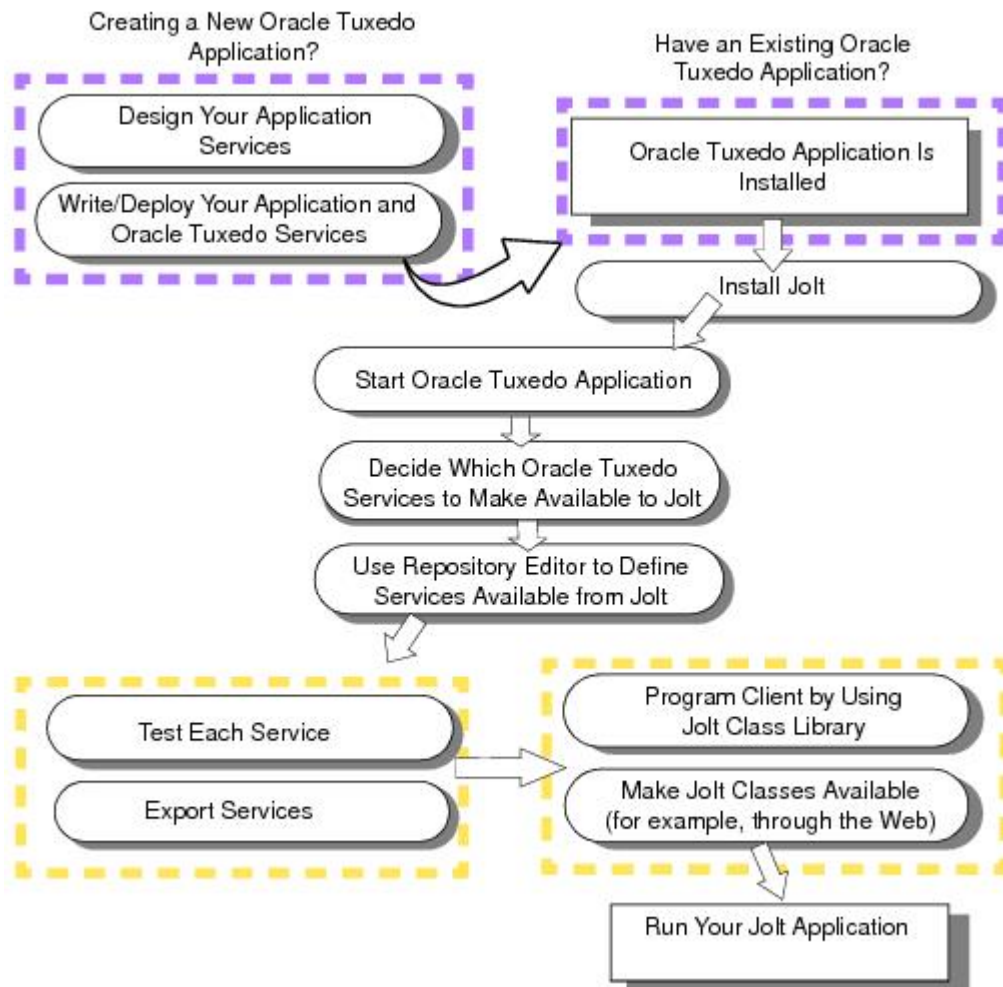 Creating a New Oracle Tuxedo
Application?
Design Your Application
Services
Write/Deploy Your Application and
Oracle Tuxedo Services
Have an Existing Oracle
Tuxedo Application?
Oracle Tuxedo Application Is
Installed
Install Jolt
Start Oracle Tuxedo Application
Decide Which Oracle Tuxedo
Services to Make Available to Jolt
Use Repository Editor to Define
Services Available from Jolt
Test Each Service
Export Services
Program Client by Using
Jolt Class Library
Make Jolt Classes Available
(for example, through the Web)
Run Your Jolt Application